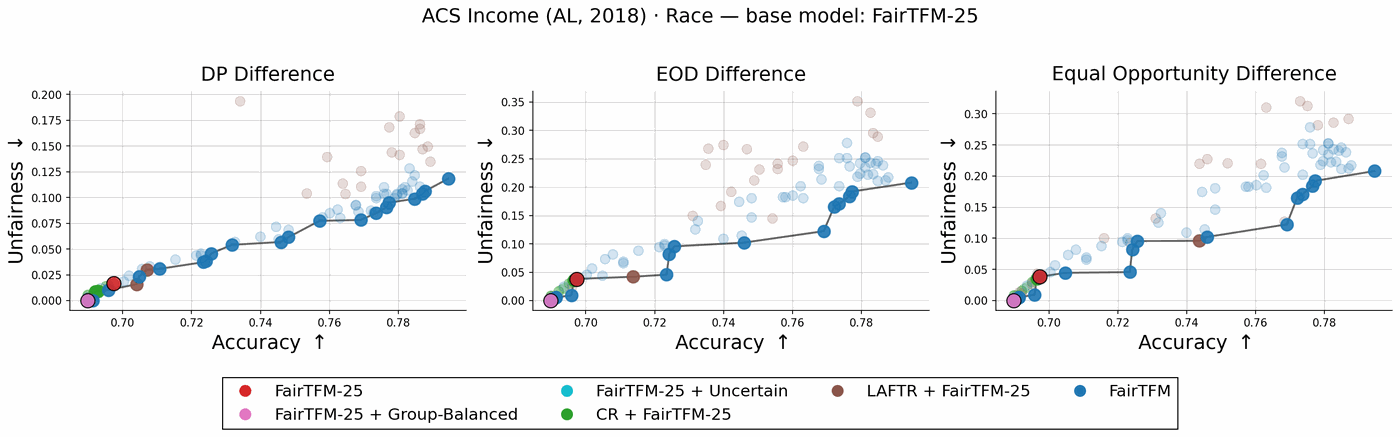 ACS Income (AL, 2018) · Race — base model: FairTFM-25
DP Difference
Unfairness ↓
0.200
0.175
0.150
0.125
0.100
0.075
0.050
0.025
0.000
0.70 0.72 0.74 0.76 0.78
Accuracy ↑
EOD Difference
Unfairness ↓
0.35
0.30
0.25
0.20
0.15
0.10
0.05
0.00
0.70 0.72 0.74 0.76 0.78
Accuracy ↑
Equal Opportunity Difference
Unfairness ↓
0.30
0.25
0.20
0.15
0.10
0.05
0.00
0.70 0.72 0.74 0.76 0.78
Accuracy ↑
FairTFM-25 FairTFM-25 + Uncertain LAFTR + FairTFM-25 FairTFM
FairTFM-25 + Group-Balanced CR + FairTFM-25